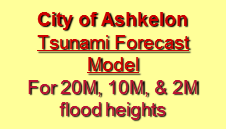 City of Ashkelon
Tsunami Forecast
Model
For 20M, 10M, & 2M
flood heights